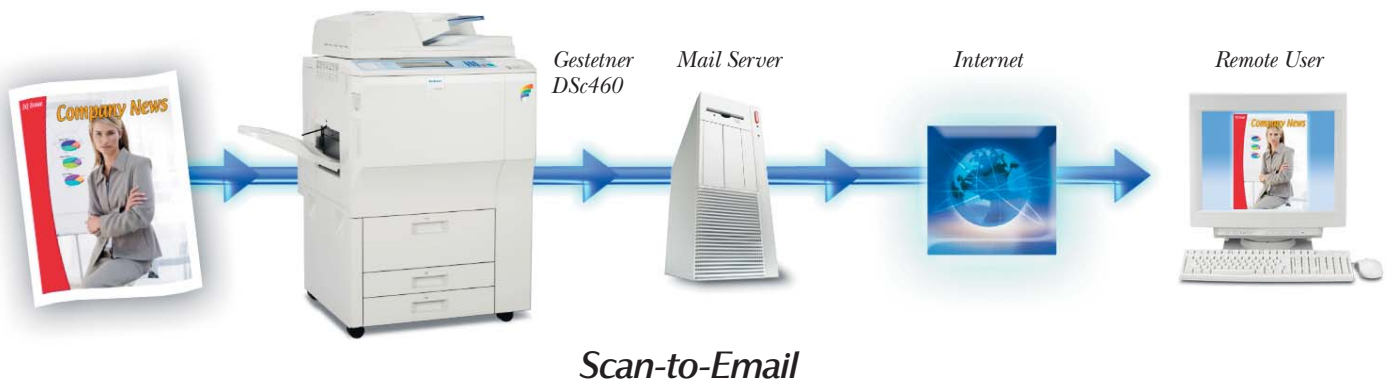 Gestetner
DSc460
Mail Server
Internet
Remote User
Company News
Company News
Scan-to-Email